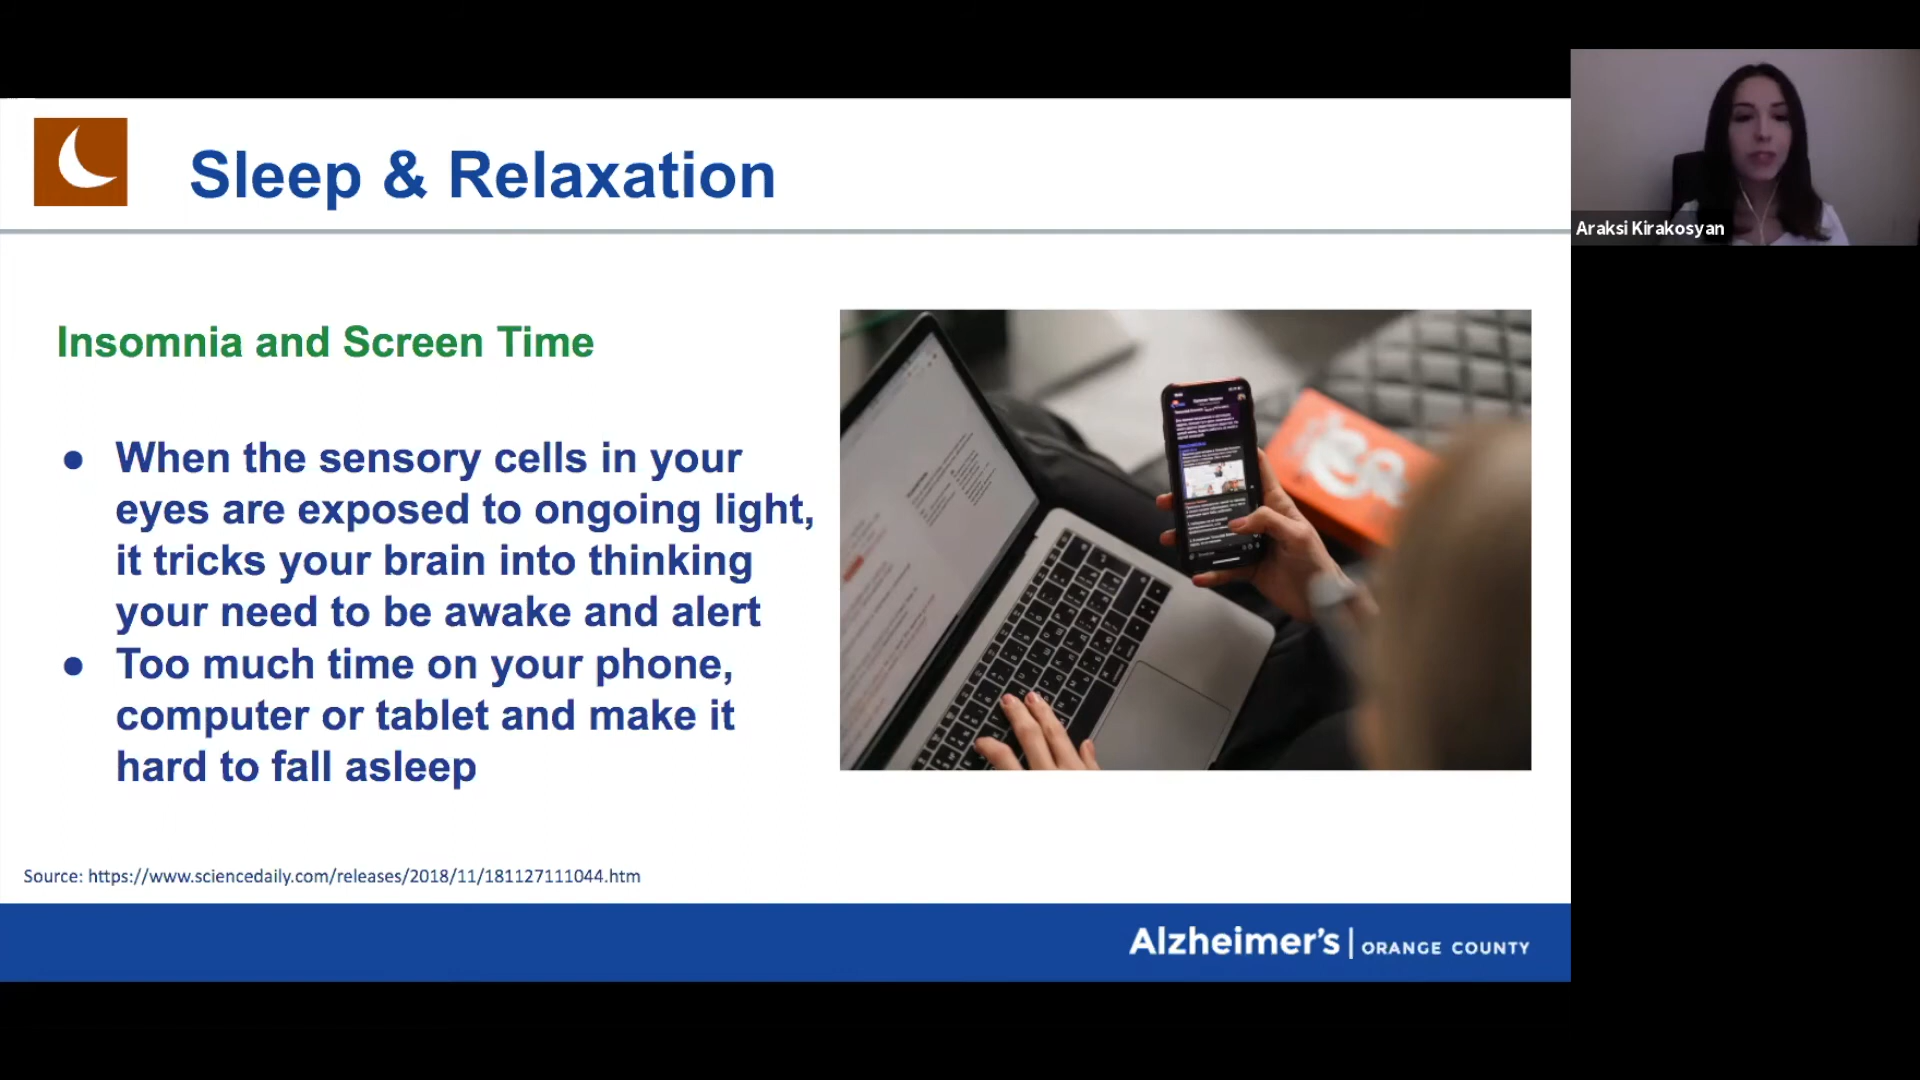 Sleep & Relaxation
Araksi Kirakosyan
Insomnia and Screen Time
● When the sensory cells in your
eyes are exposed to ongoing light,
it tricks your brain into thinking
your need to be awake and alert
● Too much time on your phone,
computer or tablet and make it
hard to fall asleep
Source: https://www.sciencedaily.com/releases/2018/11/181127111044.htm
Alzheimer's | ORANGE COUNTY